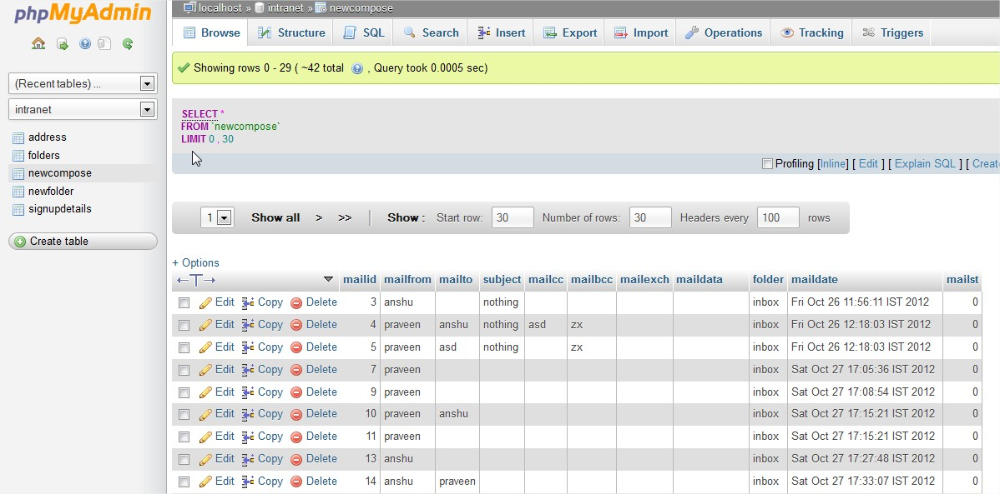 phpMyAdmin
(Recent tables) ...
intranet
address
folders
newcompose
newfolder
signupdetails
Create table
localhost » intranet » newcompose
Browse Structure SQL Search Insert Export Import Operations Tracking Triggers
Showing rows 0 - 29 ( ~42 total , Query took 0.0005 sec)
SELECT *
FROM `newcompose`
LIMIT 0 , 30
Profiling [Inline] [ Edit ] [ Explain SQL ] [ Create
1 Show all > >> Show : Start row: 30 Number of rows: 30 Headers every 100 rows
+ Options
←T→ mailid mailfrom mailto subject mailcc mailbcc mailexch maildata folder maildate mailst
Edit Copy Delete 3 anshu nothing inbox Fri Oct 26 11:56:11 IST 2012 0
Edit Copy Delete 4 praveen anshu nothing asd zx inbox Fri Oct 26 12:18:03 IST 2012 0
Edit Copy Delete 5 praveen asd nothing zx inbox Fri Oct 26 12:18:03 IST 2012 0
Edit Copy Delete 7 praveen inbox Sat Oct 27 17:05:36 IST 2012 0
Edit Copy Delete 9 praveen inbox Sat Oct 27 17:08:54 IST 2012 0
Edit Copy Delete 10 praveen anshu inbox Sat Oct 27 17:15:21 IST 2012 0
Edit Copy Delete 11 praveen inbox Sat Oct 27 17:15:21 IST 2012 0
Edit Copy Delete 13 anshu inbox Sat Oct 27 17:27:48 IST 2012 0
Edit Copy Delete 14 anshu praveen inbox Sat Oct 27 17:33:07 IST 2012 0